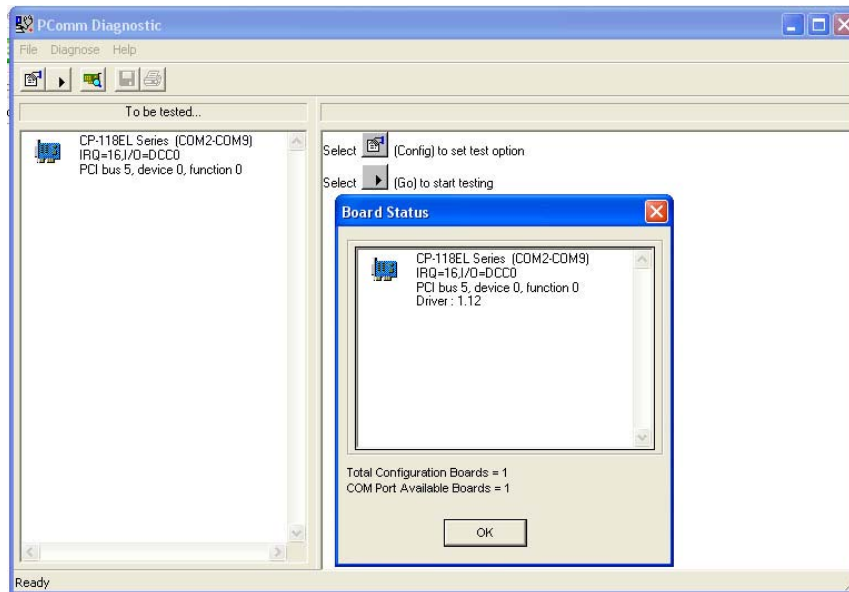 PComm Diagnostic
File Diagnose Help
To be tested...
CP-118EL Series (COM2-COM9)
IRQ=16,I/O=DCC0
PCI bus 5, device 0, function 0
Select (Config) to set test option
Select (Go) to start testing
Board Status
CP-118EL Series (COM2-COM9)
IRQ=16,I/O=DCC0
PCI bus 5, device 0, function 0
Driver : 1.12
Total Configuration Boards = 1
COM Port Available Boards = 1
OK
Ready